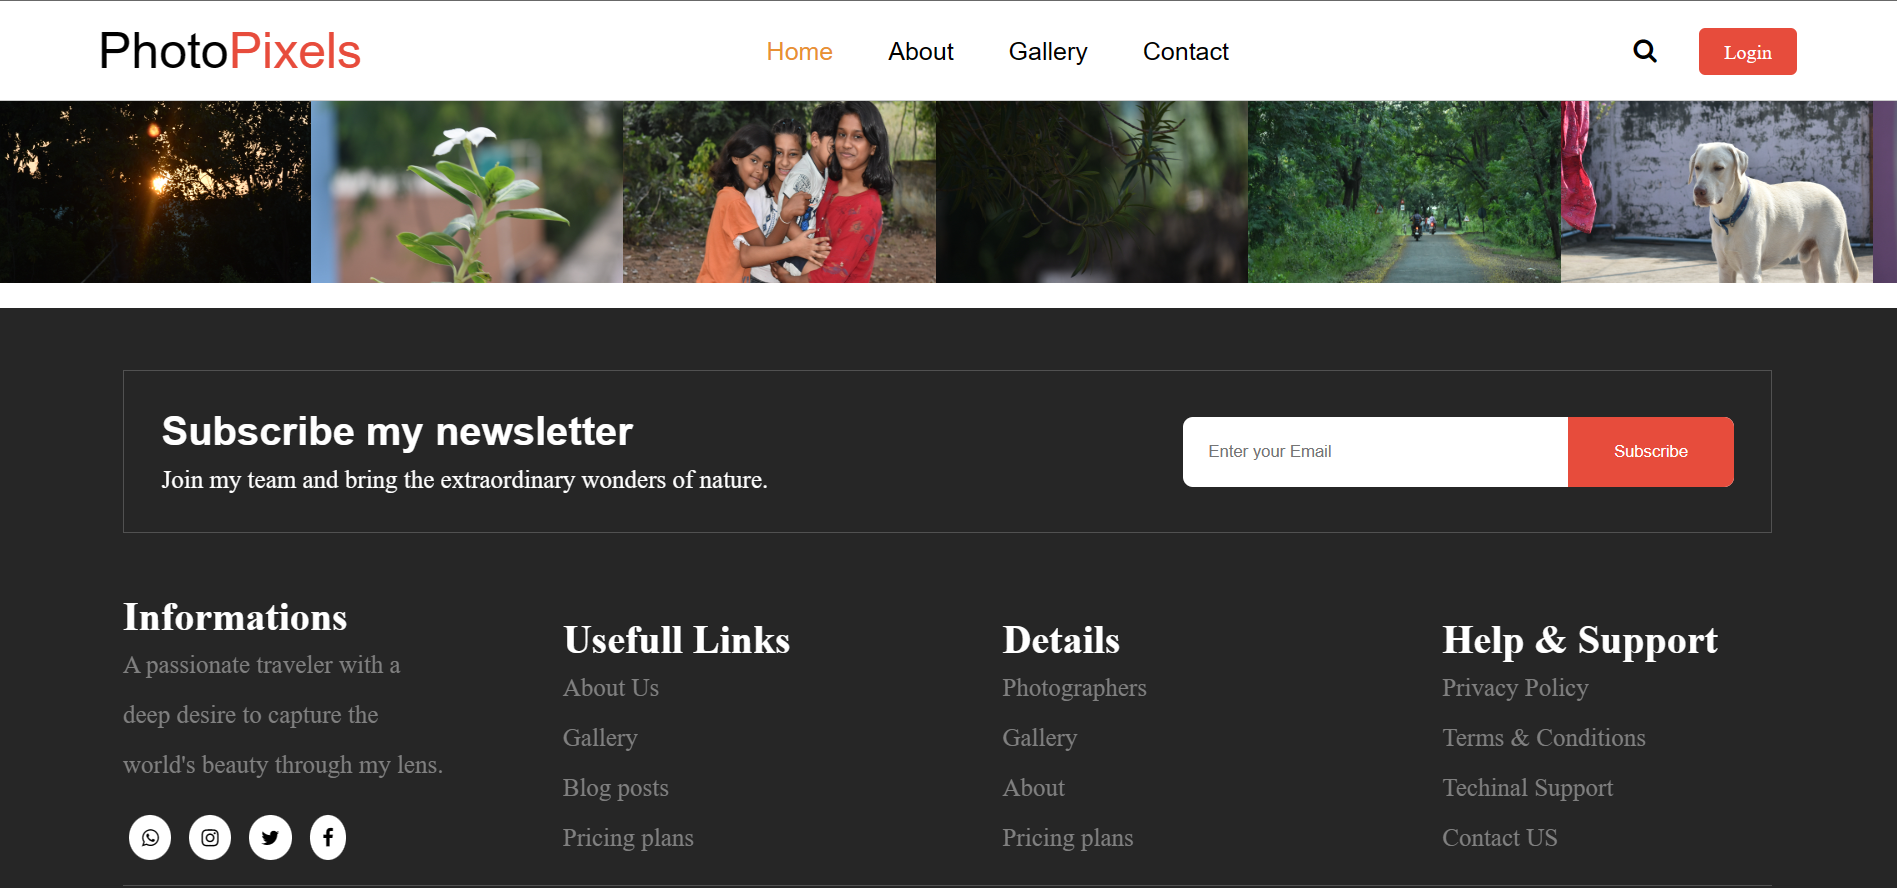 PhotoPixels
Home About Gallery Contact
Login
Subscribe my newsletter
Join my team and bring the extraordinary wonders of nature.
Enter your Email
Subscribe
Informations
A passionate traveler with a
deep desire to capture the
world's beauty through my lens.
Usefull Links
About Us
Gallery
Blog posts
Pricing plans
Details
Photographers
Gallery
About
Pricing plans
Help & Support
Privacy Policy
Terms & Conditions
Techinal Support
Contact US